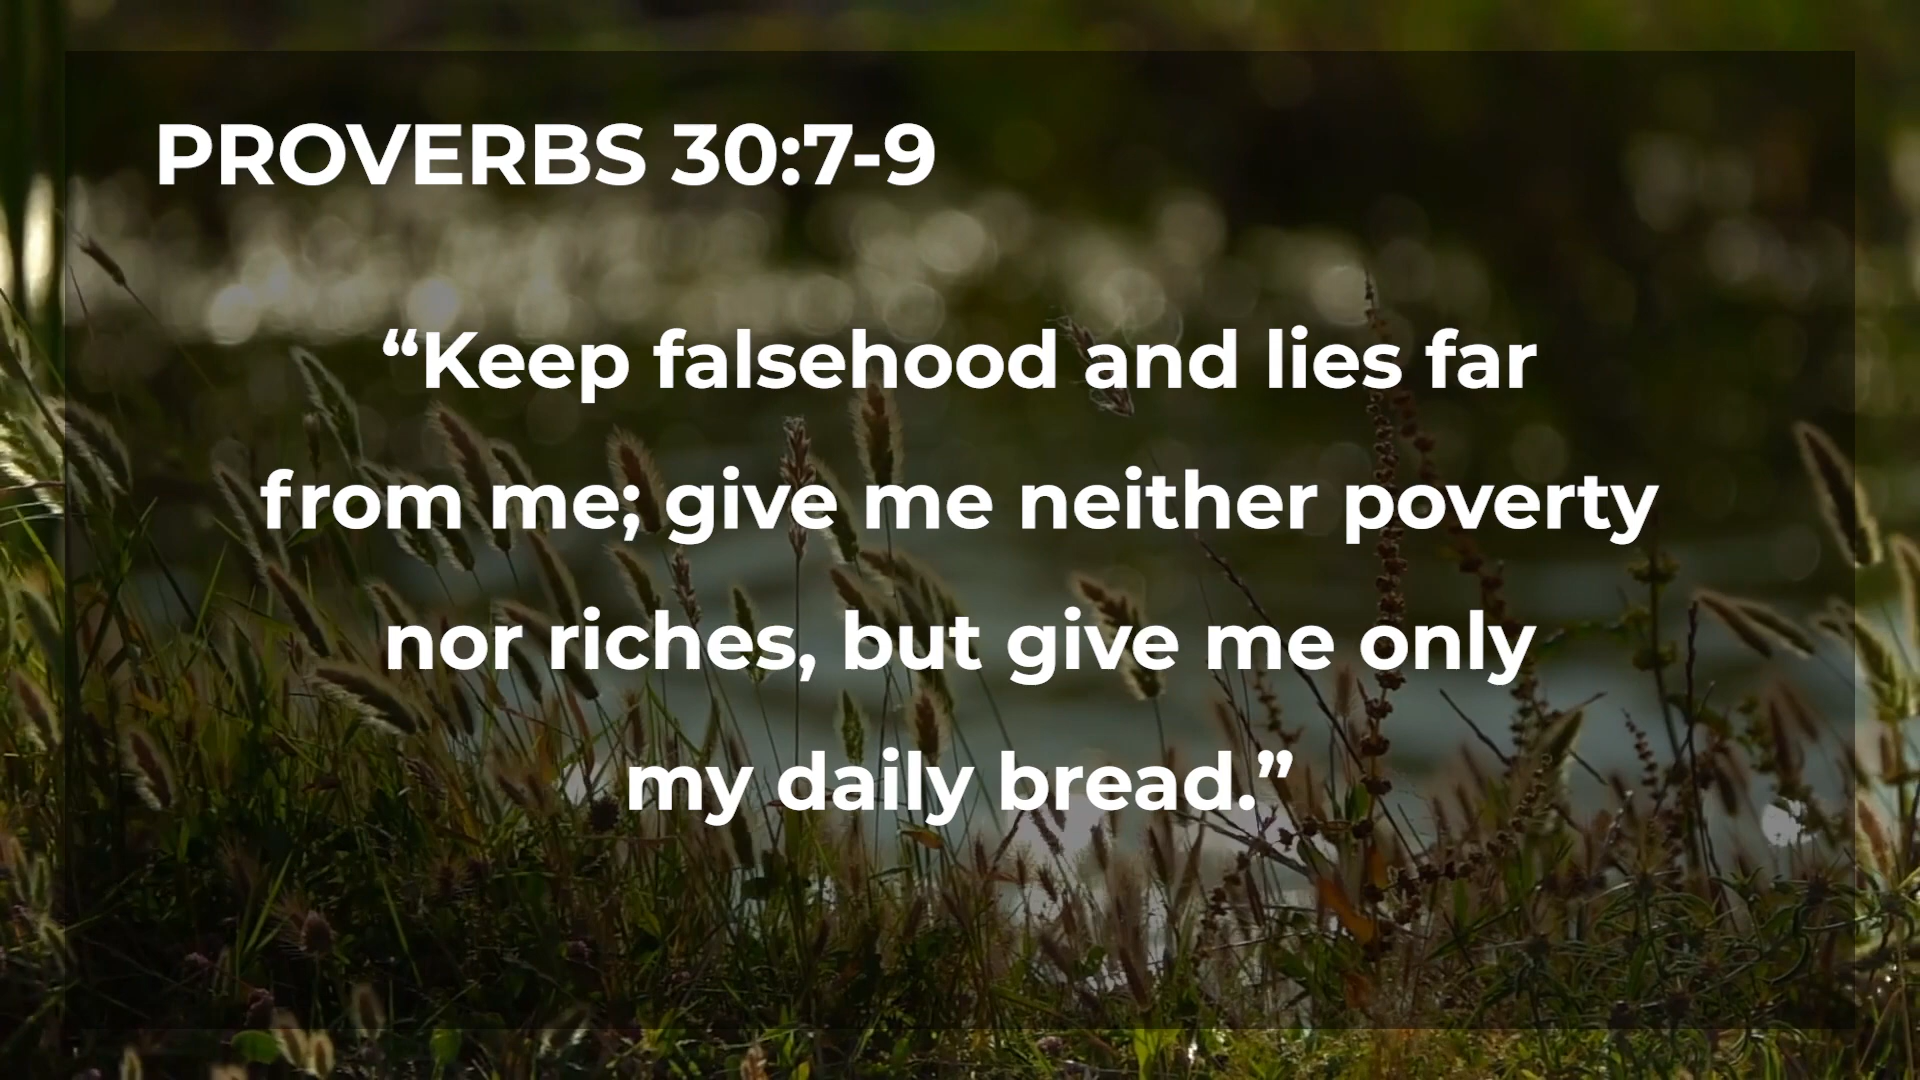 PROVERBS 30:7-9
“Keep falsehood and lies far
from me; give me neither poverty
nor riches, but give me only
my daily bread.”